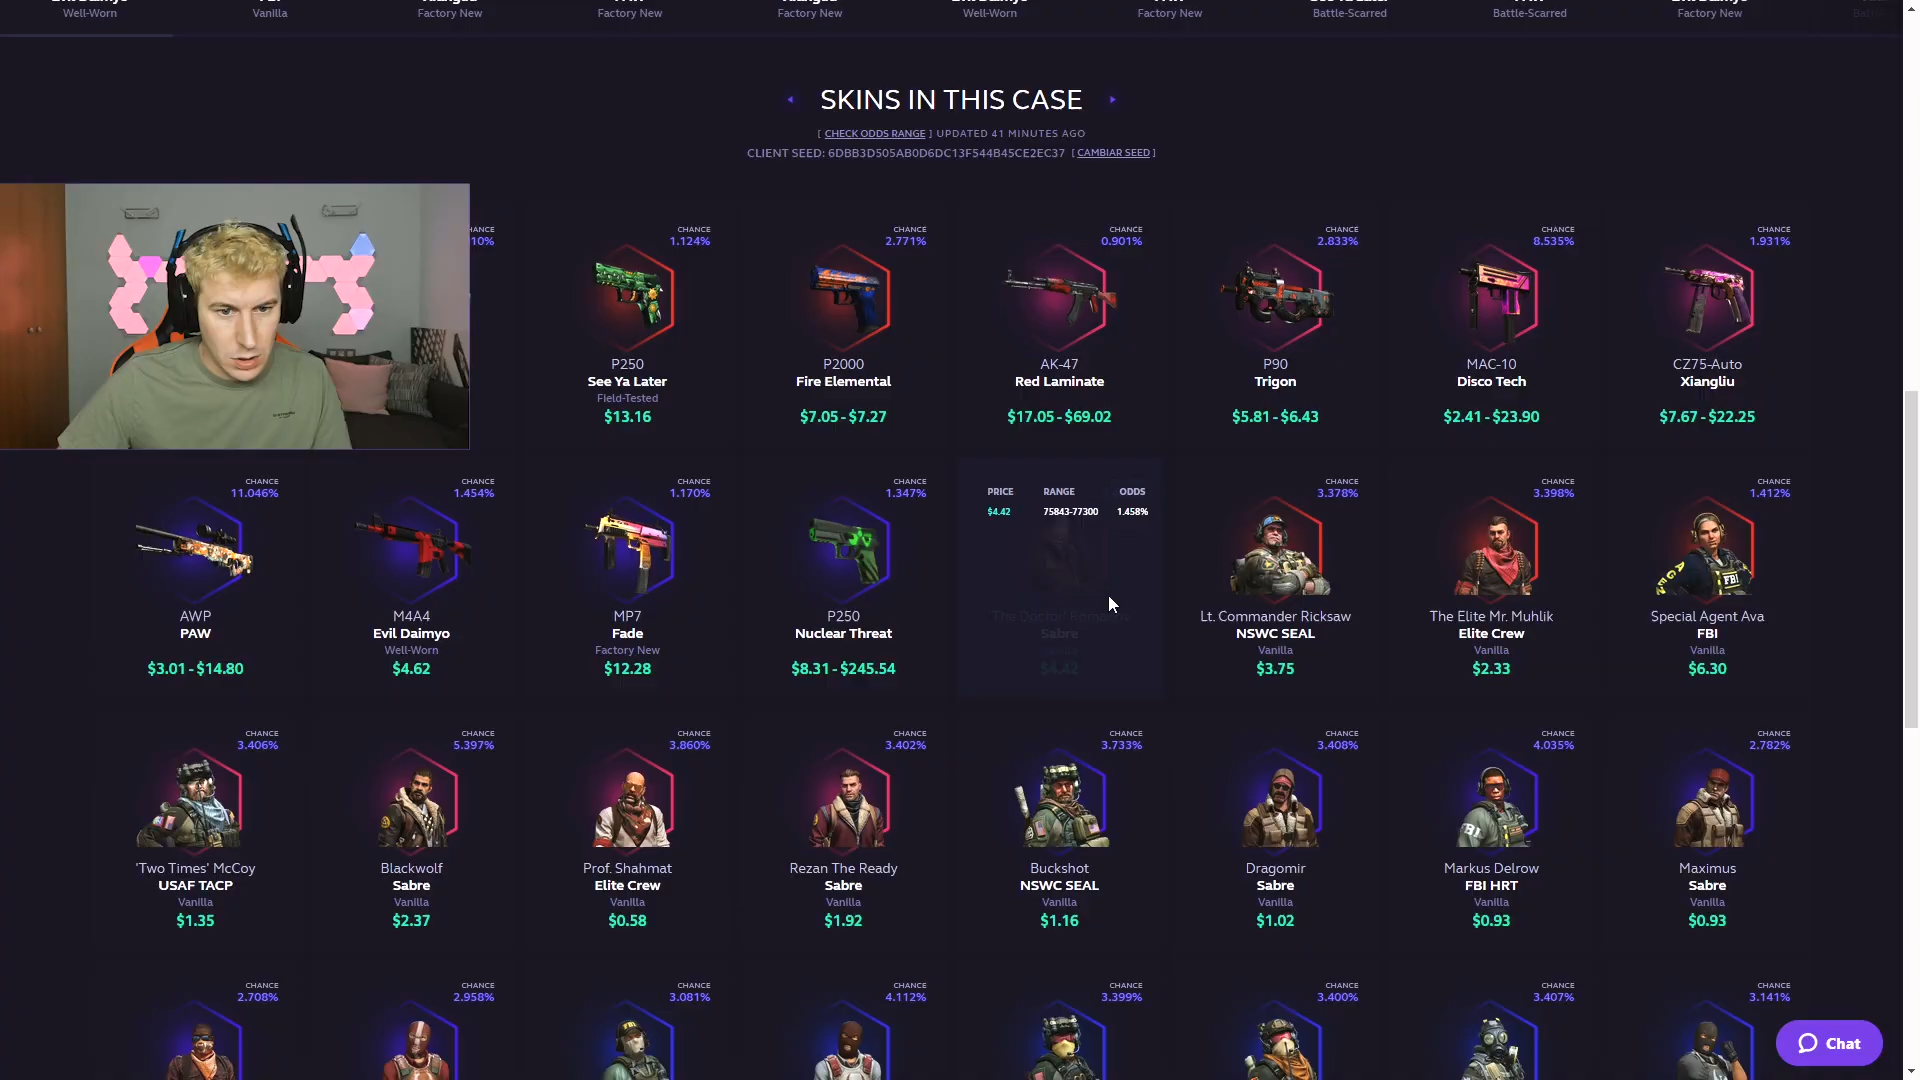 Well-Worn
Vanilla
Factory New
Factory New
Factory New
Well-Worn
Factory New
Battle-Scarred
Battle-Scarred
Factory New
SKINS IN THIS CASE
[ CHECK ODDS RANGE ] UPDATED 41 MINUTES AGO
CLIENT SEED: 6DBB3D505AB0D6DC13F544B45CE2EC37 [ CAMBIAR SEED ]
HANCE
10%
CHANCE
1.124%
P250
See Ya Later
Field-Tested
$13.16
CHANCE
2.771%
P2000
Fire Elemental
$7.05 - $7.27
CHANCE
0.901%
AK-47
Red Laminate
$17.05 - $69.02
CHANCE
2.833%
P90
Trigon
$5.81 - $6.43
CHANCE
8.535%
MAC-10
Disco Tech
$2.41 - $23.90
CHANCE
1.931%
CZ75-Auto
Xiangliu
$7.67 - $22.25
CHANCE
11.046%
AWP
PAW
$3.01 - $14.80
CHANCE
1.454%
M4A4
Evil Daimyo
Well-Worn
$4.62
CHANCE
1.170%
MP7
Fade
Factory New
$12.28
CHANCE
1.347%
P250
Nuclear Threat
$8.31 - $245.54
PRICE RANGE ODDS
$4.42 75843-77300 1.458%
The Doctor' Romanov
Sabre
$4.42
CHANCE
3.378%
Lt. Commander Ricksaw
NSWC SEAL
Vanilla
$3.75
CHANCE
3.398%
The Elite Mr. Muhlik
Elite Crew
Vanilla
$2.33
CHANCE
1.412%
Special Agent Ava
FBI
Vanilla
$6.30
CHANCE
3.406%
'Two Times' McCoy
USAF TACP
Vanilla
$1.35
CHANCE
5.397%
Blackwolf
Sabre
Vanilla
$2.37
CHANCE
3.860%
Prof. Shahmat
Elite Crew
Vanilla
$0.58
CHANCE
3.402%
Rezan The Ready
Sabre
Vanilla
$1.92
CHANCE
3.733%
Buckshot
NSWC SEAL
Vanilla
$1.16
CHANCE
3.408%
Dragomir
Sabre
Vanilla
$1.02
CHANCE
4.035%
Markus Delrow
FBI HRT
Vanilla
$0.93
CHANCE
2.782%
Maximus
Sabre
Vanilla
$0.93
CHANCE
2.708%
CHANCE
2.958%
CHANCE
3.081%
CHANCE
4.112%
CHANCE
3.399%
CHANCE
3.400%
CHANCE
3.407%
CHANCE
3.141%
Chat